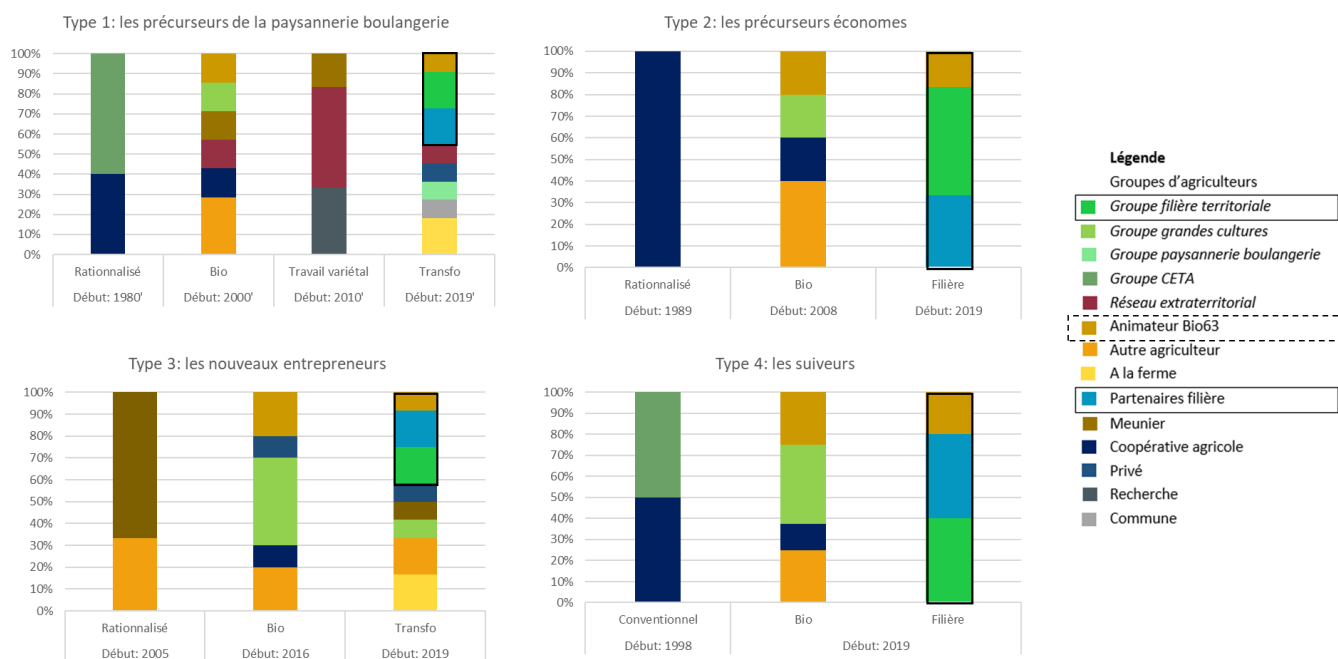 Type 1: les précurseurs de la paysannerie boulangerie
100%
90%
80%
70%
60%
50%
40%
30%
20%
10%
0%
Rationnalisé Bio Travail variétal Transfo
Début: 1980' Début: 2000' Début: 2010' Début: 2019'
Type 2: les précurseurs économes
100%
90%
80%
70%
60%
50%
40%
30%
20%
10%
0%
Rationnalisé Bio Filière
Début: 1989 Début: 2008 Début: 2019
Type 3: les nouveaux entrepreneurs
100%
90%
80%
70%
60%
50%
40%
30%
20%
10%
0%
Rationnalisé Bio Transfo
Début: 2005 Début: 2016 Début: 2019
Type 4: les suiveurs
100%
90%
80%
70%
60%
50%
40%
30%
20%
10%
0%
Conventionnel Bio Filière
Début: 1998 Début: 2019
Légende
Groupes d'agriculteurs
Groupe filière territoriale
Groupe grandes cultures
Groupe paysannerie boulangerie
Groupe CETA
Réseau extraterritorial
Animateur Bio63
Autre agriculteur
A la ferme
Partenaires filière
Meunier
Coopérative agricole
Privé
Recherche
Commune